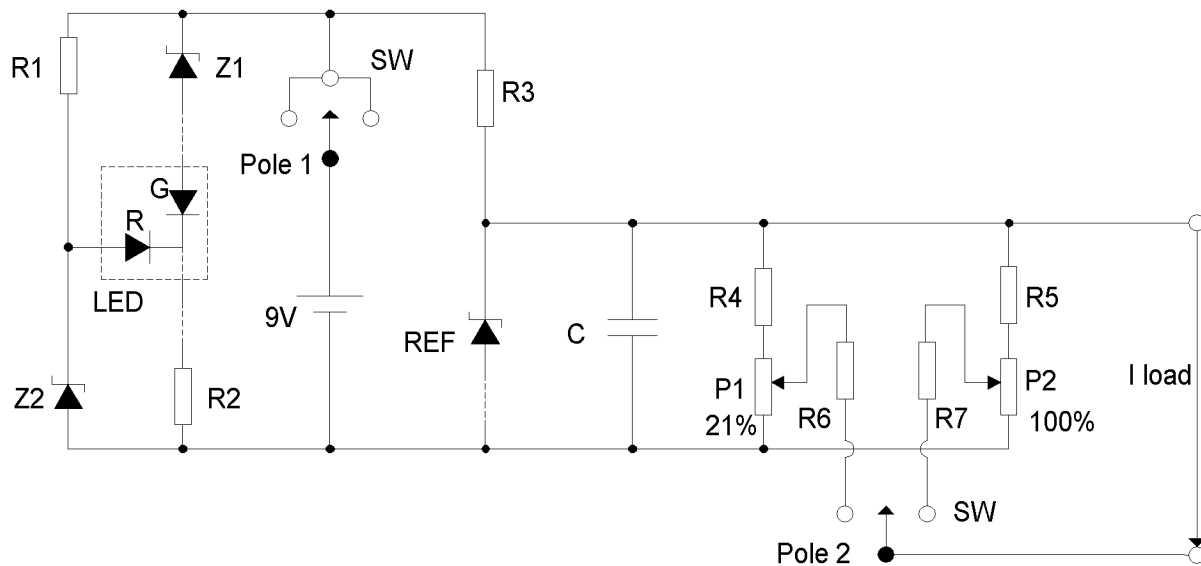 R1
Z1
SW
R3
Pole 1
G
R
LED
9V
REF
C
R4
R5
Z2
R2
P1
21%
R6
R7
P2
100%
I load
SW
Pole 2